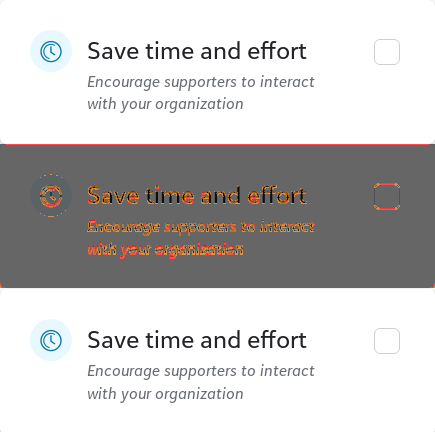 Save time and effort
Encourage supporters to interact
with your organization
Save time and effort
Encourage supporters to interact
with your organization
Save time and effort
Encourage supporters to interact
with your organization